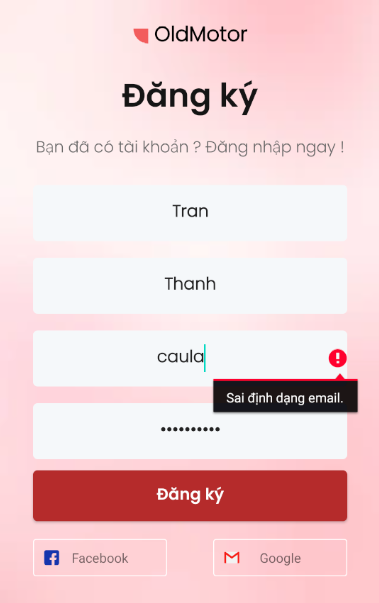 OldMotor
Đăng ký
Bạn đã có tài khoản ? Đăng nhập ngay !
Tran
Thanh
caula
Sai định dạng email.
••••••••••
Đăng ký
Facebook
Google